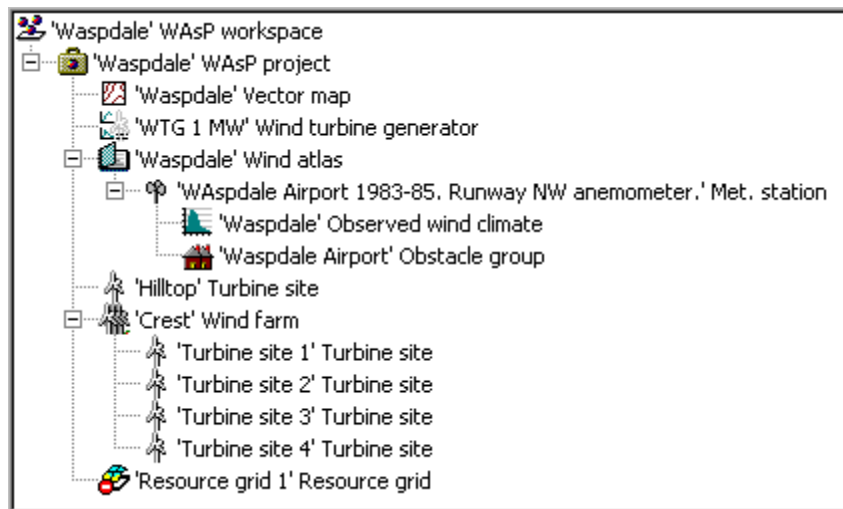 'Waspdale' WAsP workspace
'Waspdale' WAsP project
'Waspdale' Vector map
'WTG 1 MW' Wind turbine generator
'Waspdale' Wind atlas
'WAspdale Airport 1983-85. Runway NW anemometer.' Met. station
'Waspdale' Observed wind climate
'Waspdale Airport' Obstacle group
'Hilltop' Turbine site
'Crest' Wind farm
'Turbine site 1' Turbine site
'Turbine site 2' Turbine site
'Turbine site 3' Turbine site
'Turbine site 4' Turbine site
'Resource grid 1' Resource grid